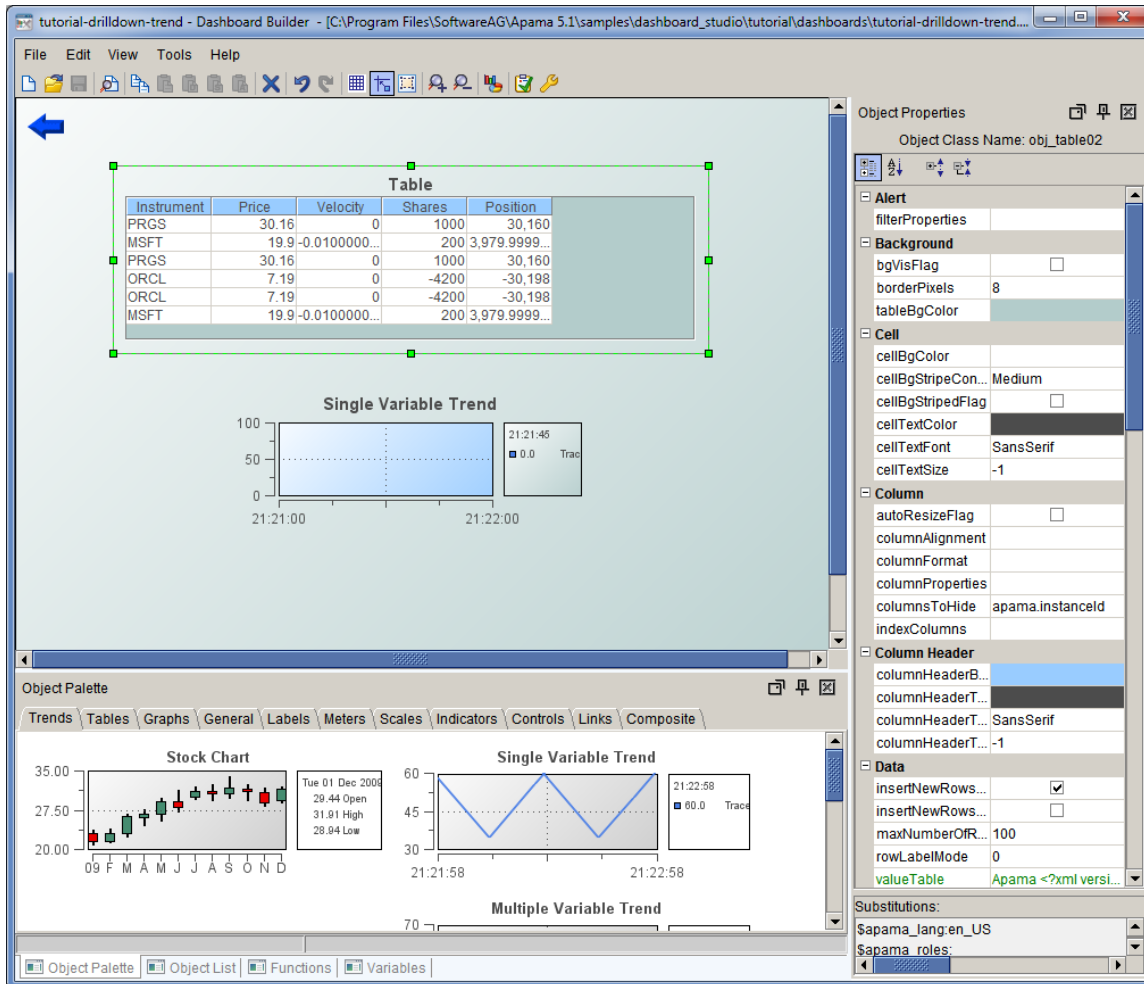 tutorial-drilldown-trend - Dashboard Builder - [C:\Program Files\SoftwareAG\Apama 5.1\samples\dashboard_studio\tutorial\dashboards\tutorial-drilldown-trend....
File Edit View Tools Help
Table
Instrument Price Velocity Shares Position
PRGS 30.16 0 1000 30,160
MSFT 19.9 -0.0100000... 200 3,979.9999...
PRGS 30.16 0 1000 30,160
ORCL 7.19 0 -4200 -30,198
ORCL 7.19 0 -4200 -30,198
MSFT 19.9 -0.0100000... 200 3,979.9999...
Single Variable Trend
100
50
0
21:21:00 21:22:00
21:21:45
0.0 Trac
Object Palette
Trends Tables Graphs General Labels Meters Scales Indicators Controls Links Composite
Stock Chart
35.00
27.50
20.00
09 F M A M J J A S O N D
Tue 01 Dec 2009
29.44 Open
31.91 High
28.94 Low
Single Variable Trend
60
45
30
21:21:58 21:22:58
21:22:58
60.0 Trace
Multiple Variable Trend
70
Object Palette Object List Functions Variables
Object Properties
Object Class Name: obj_table02
Alert
filterProperties
Background
bgVisFlag
borderPixels 8
tableBgColor
Cell
cellBgColor
cellBgStripeCon... Medium
cellBgStripedFlag
cellTextColor
cellTextFont SansSerif
cellTextSize -1
Column
autoResizeFlag
columnAlignment
columnFormat
columnProperties
columnsToHide apama.instanceId
indexColumns
Column Header
columnHeaderB...
columnHeaderT...
columnHeaderT... SansSerif
columnHeaderT... -1
Data
insertNewRows...
insertNewRows...
maxNumberOfR... 100
rowLabelMode 0
valueTable Apama <?xml versi...
Substitutions:
$apama_lang:en_US
$apama_roles: